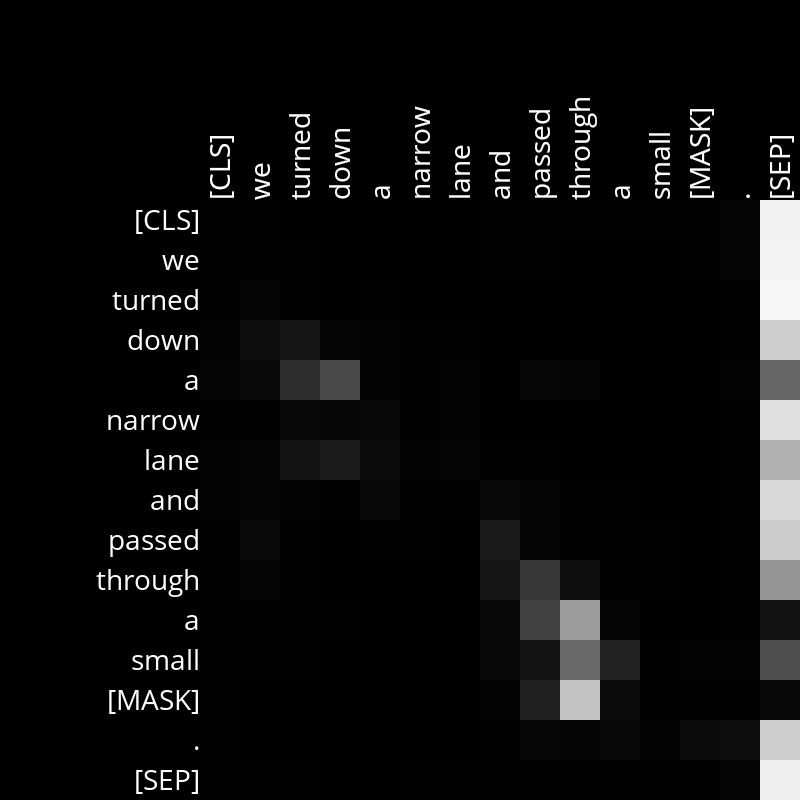 [CLS]
we
turned
down
a
narrow
lane
and
passed
through
a
small
[MASK]
.
[SEP]
[CLS]
we
turned
down
a
narrow
lane
and
passed
through
a
small
[MASK]
.
[SEP]